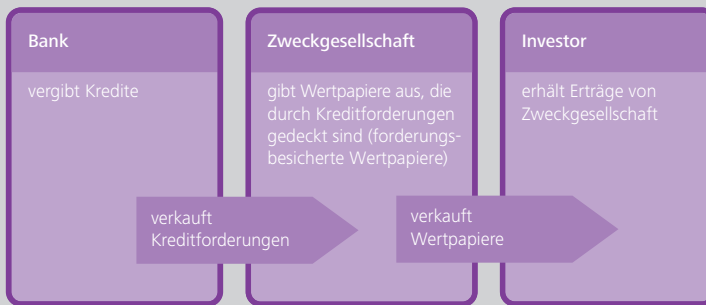 Bank
vergibt Kredite
Zweckgesellschaft
gibt Wertpapiere aus, die
durch Kreditforderungen
gedeckt sind (forderungs-
besicherte Wertpapiere)
Investor
erhält Erträge von
Zweckgesellschaft
verkauft
Kreditforderungen
verkauft
Wertpapiere